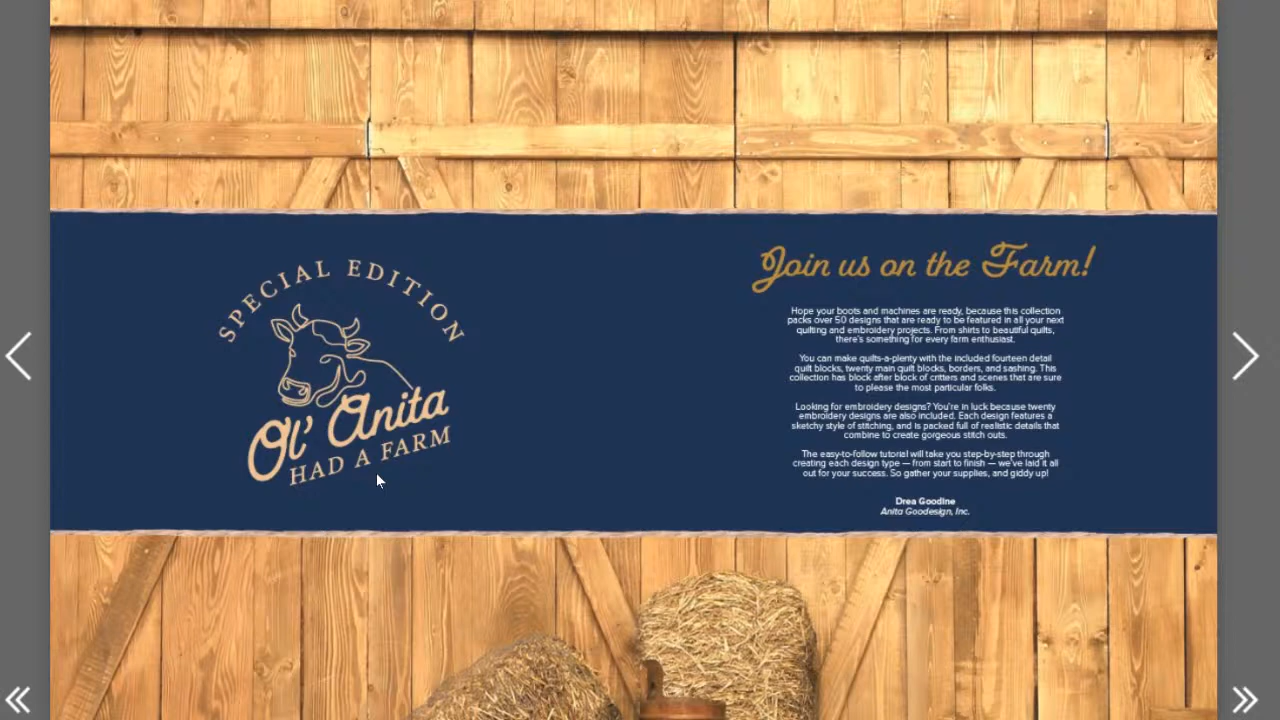 SPECIAL EDITION
Ol' Anita
HAD A FARM
Join us on the Farm!
Hope your boots and machines are ready, because this collection
packs over 50 designs that are ready to be featured in all your next
quilting and embroidery projects. From shirts to beautiful quilts,
there's something for every farm enthusiast.
You can make quilts-a-plenty with the included fourteen detail
quilt blocks, twenty main quilt blocks, borders, and sashing. This
collection has block after block of critters and scenes that are sure
to please the most particular folks.
Looking for embroidery designs? You're in luck because twenty
embroidery designs are also included. Each design features a
sketchy style of stitching, and is packed full of realistic details that
combine to create gorgeous stitch outs.
The easy-to-follow tutorial will take you step-by-step through
creating each design type — from start to finish — we've laid it all
out for your success. So gather your supplies, and giddy up!
Drea Goodine
Anita Goodesign, Inc.